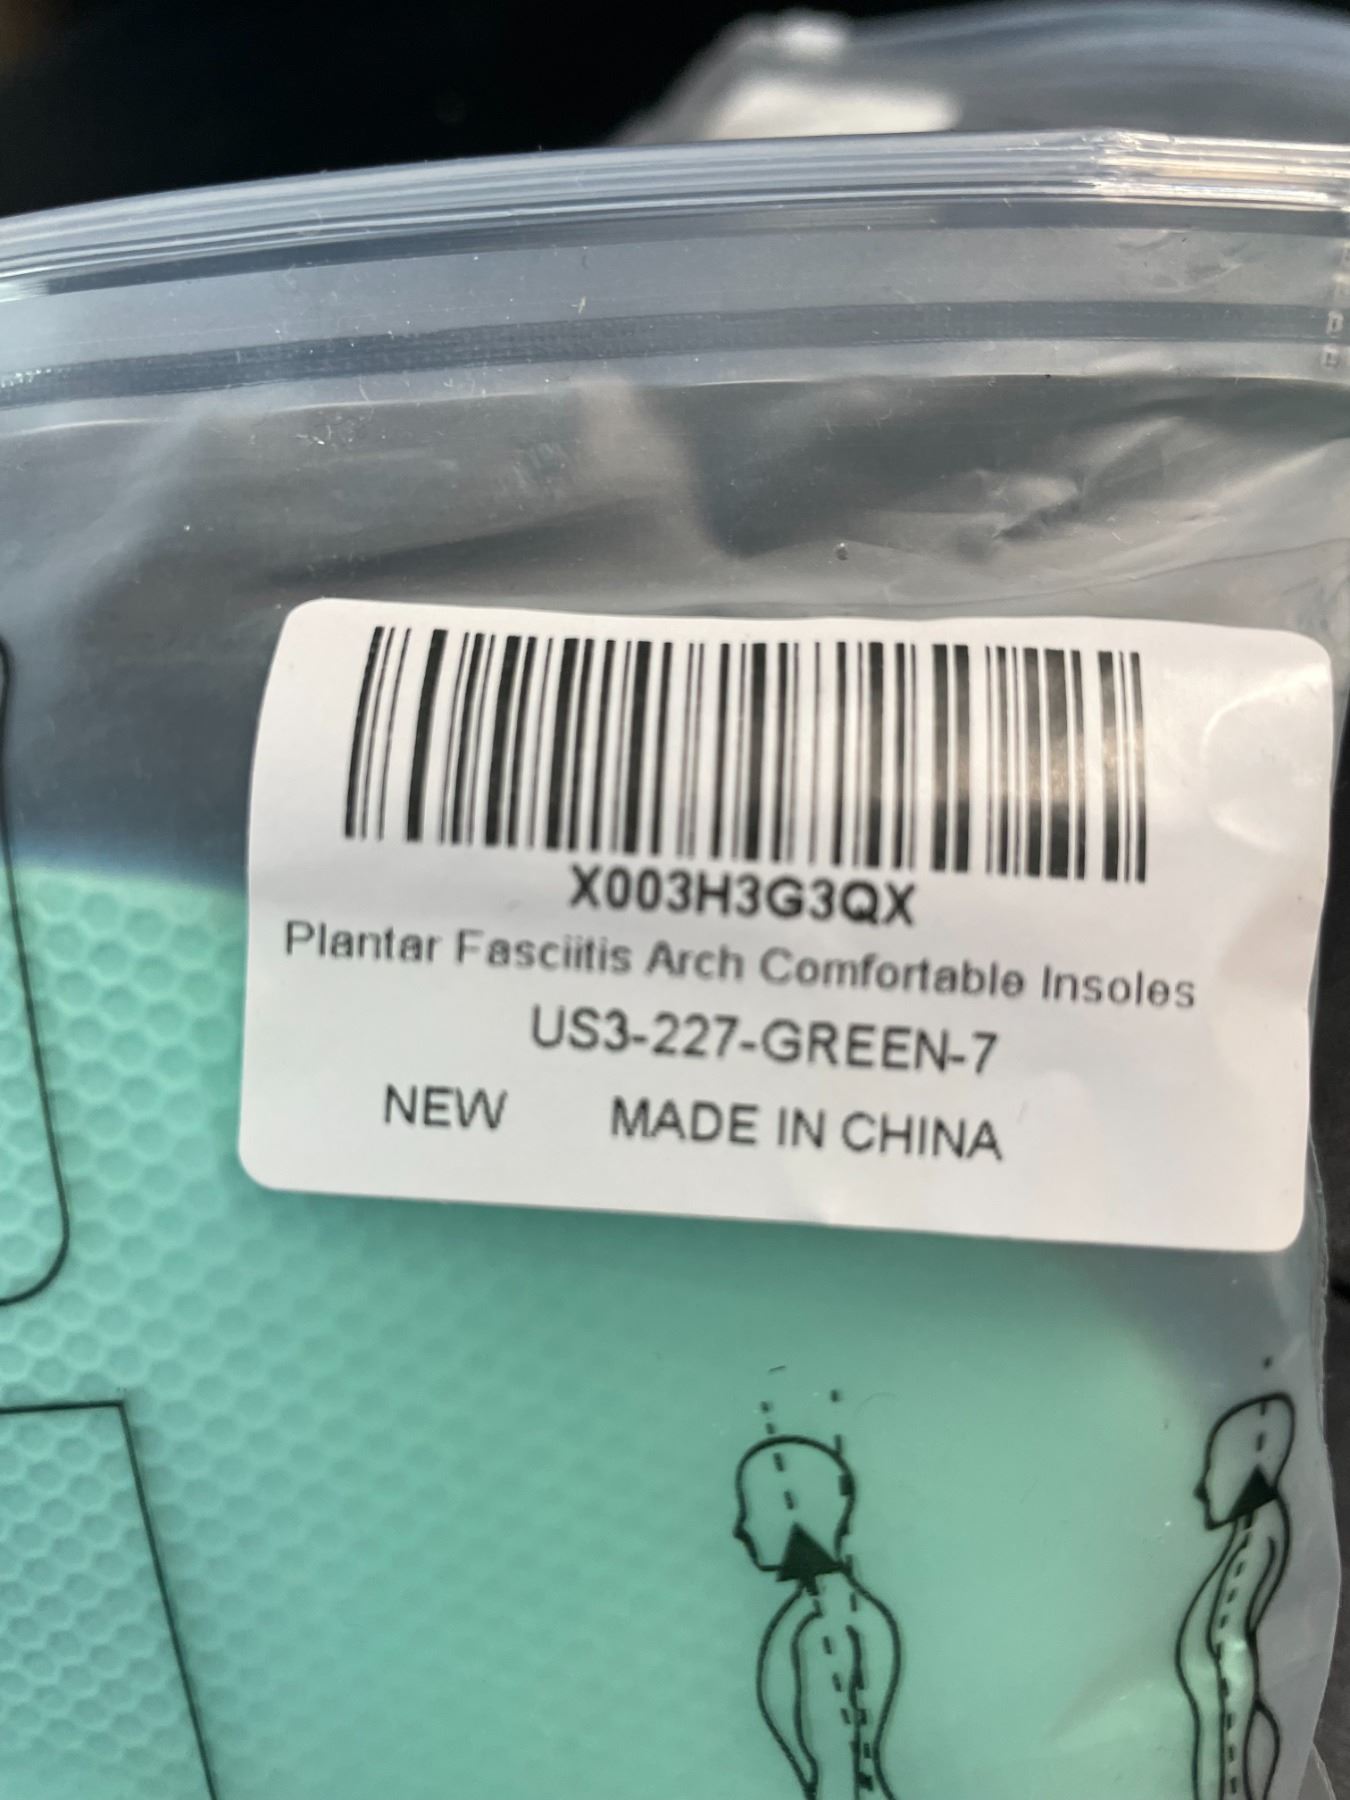 X003H3G3QX
Plantar Fasciitis Arch Comfortable Insoles
US3-227-GREEN-7
NEW MADE IN CHINA